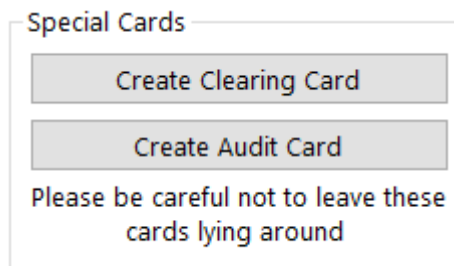 Special Cards
Create Clearing Card
Create Audit Card
Please be careful not to leave these
cards lying around